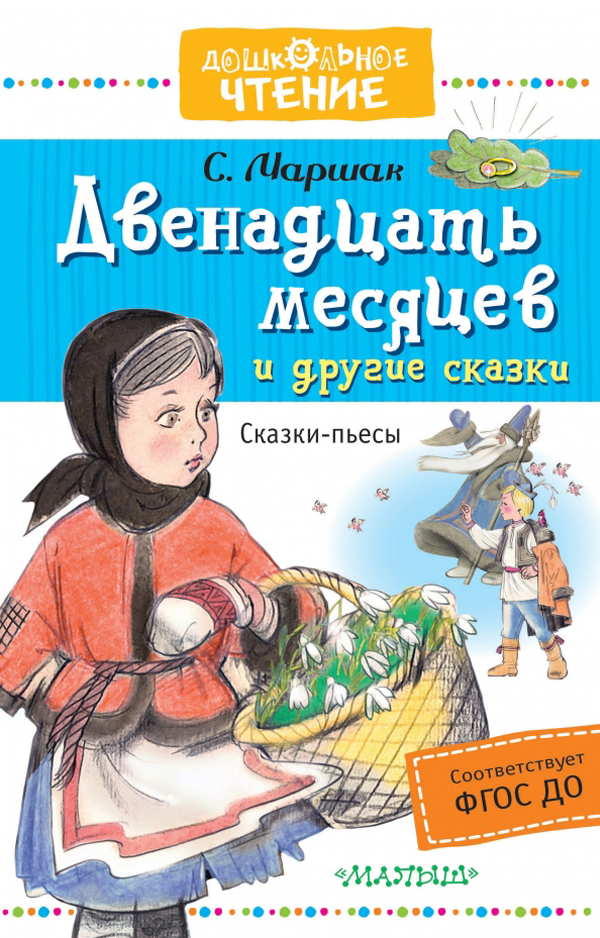 ДОШКОЛЬНОЕ
ЧТЕНИЕ
С. Маршак
Двенадцать
месяцев
и другие сказки
Сказки-пьесы
Соответствует
ФГОС ДО
«МАЛЫШ»